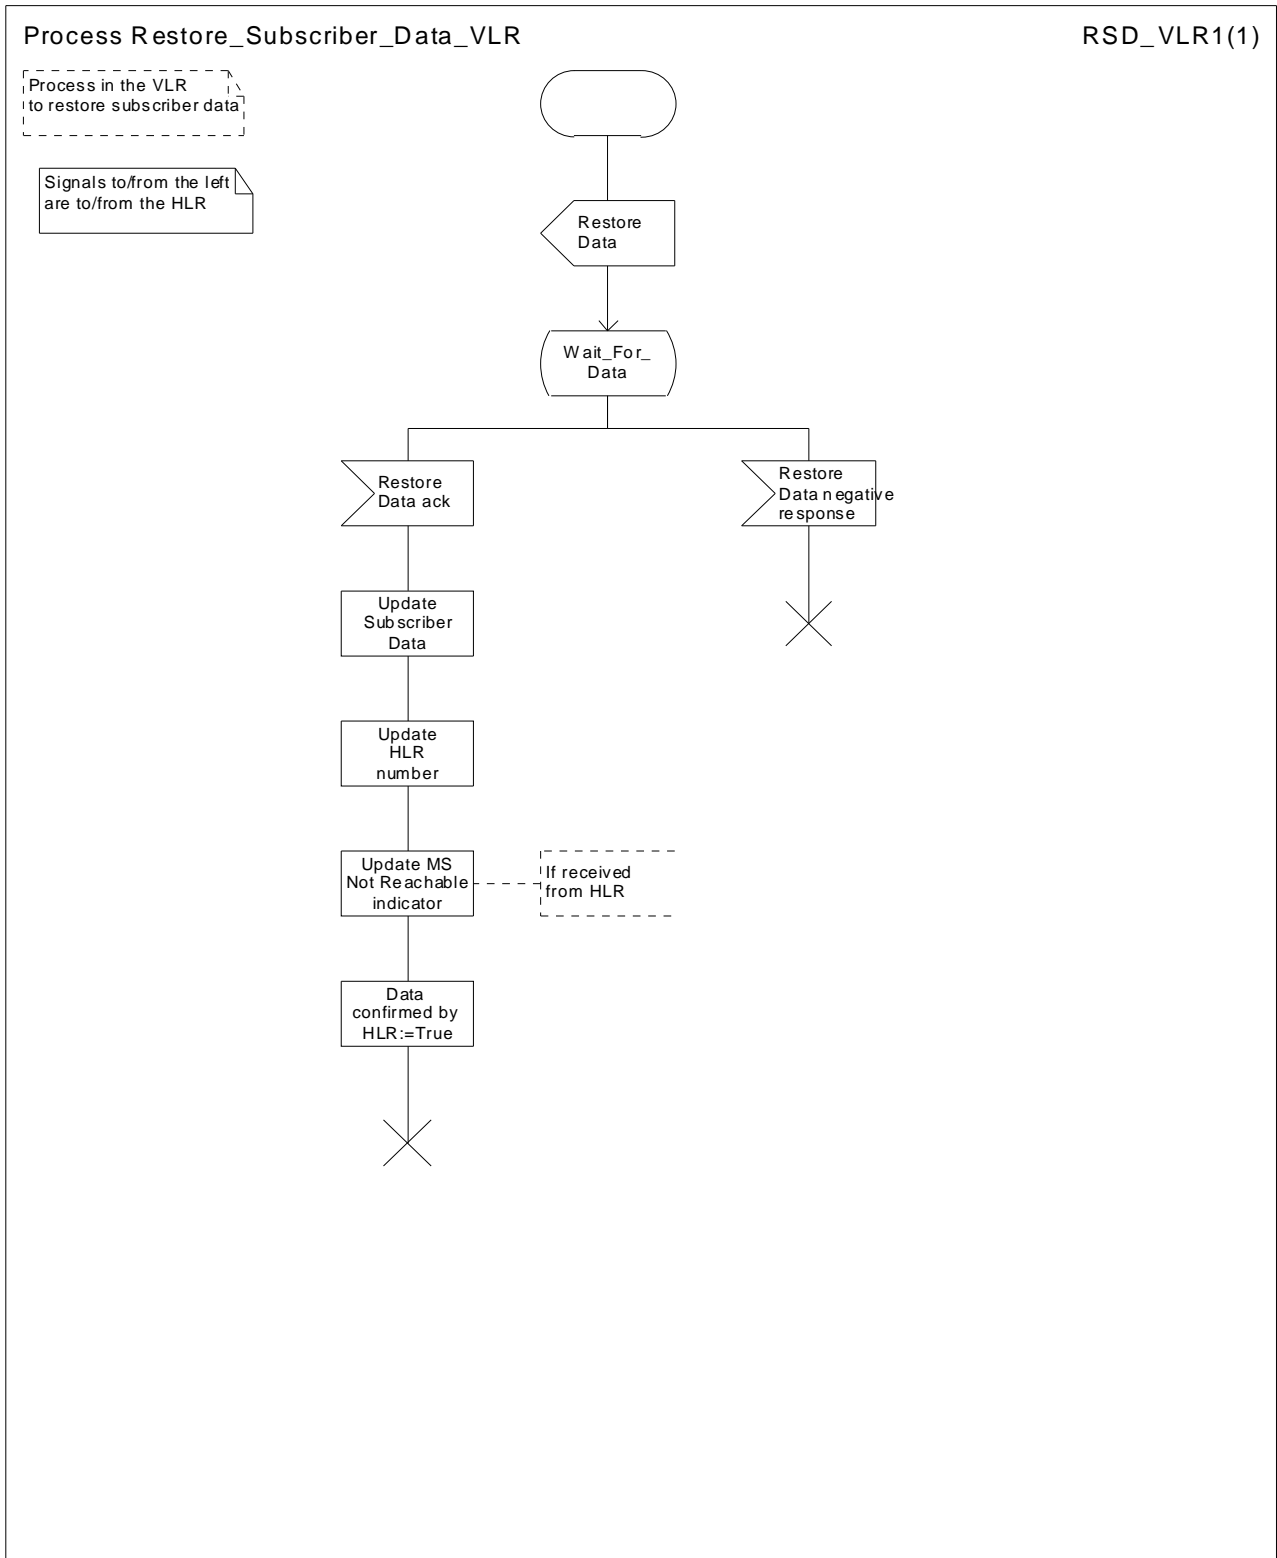 Process Restore_Subscriber_Data_VLR
RSD_VLR1(1)
Process in the VLR
to restore subscriber data
Signals to/from the left
are to/from the HLR
Restore
Data
Wait_For_
Data
Restore
Data ack
Restore
Data negative
response
Update
Subscriber
Data
Update
HLR
number
Update MS
Not Reachable
indicator
If received
from HLR
Data
confirmed by
HLR:=True